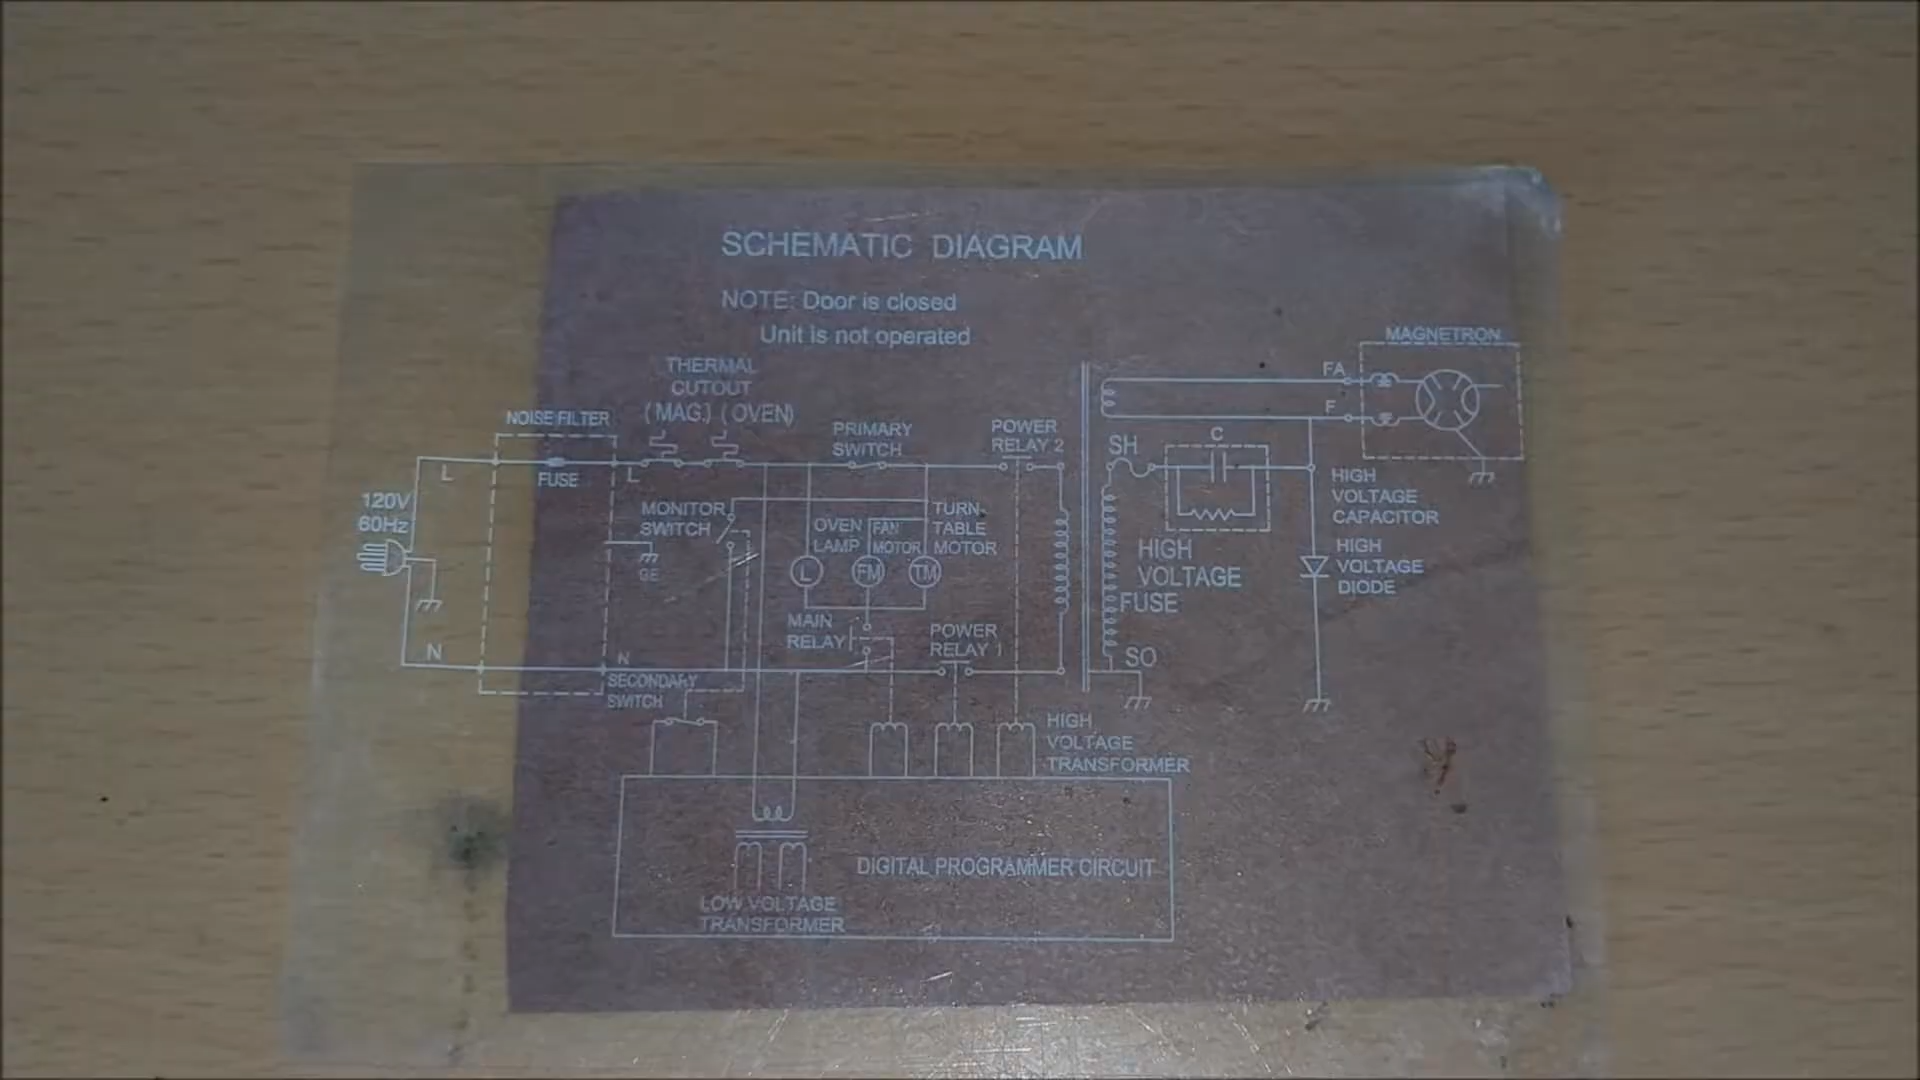 SCHEMATIC DIAGRAM
NOTE: Door is closed
Unit is not operated
THERMAL
CUTOUT
(MAG.) (OVEN)
NOISE FILTER
PRIMARY
SWITCH
POWER
RELAY 2
MAGNETRON
FA
F
SH
C
L
FUSE
L
120V
60Hz
MONITOR
SWITCH
OVEN
LAMP
FAN
MOTOR
TURN
TABLE
MOTOR
HIGH
VOLTAGE
CAPACITOR
HIGH
VOLTAGE
FUSE
HIGH
VOLTAGE
DIODE
L
FM
TM
MAIN
RELAY
POWER
RELAY 1
N
N
SO
SECONDARY
SWITCH
HIGH
VOLTAGE
TRANSFORMER
DIGITAL PROGRAMMER CIRCUIT
LOW VOLTAGE
TRANSFORMER